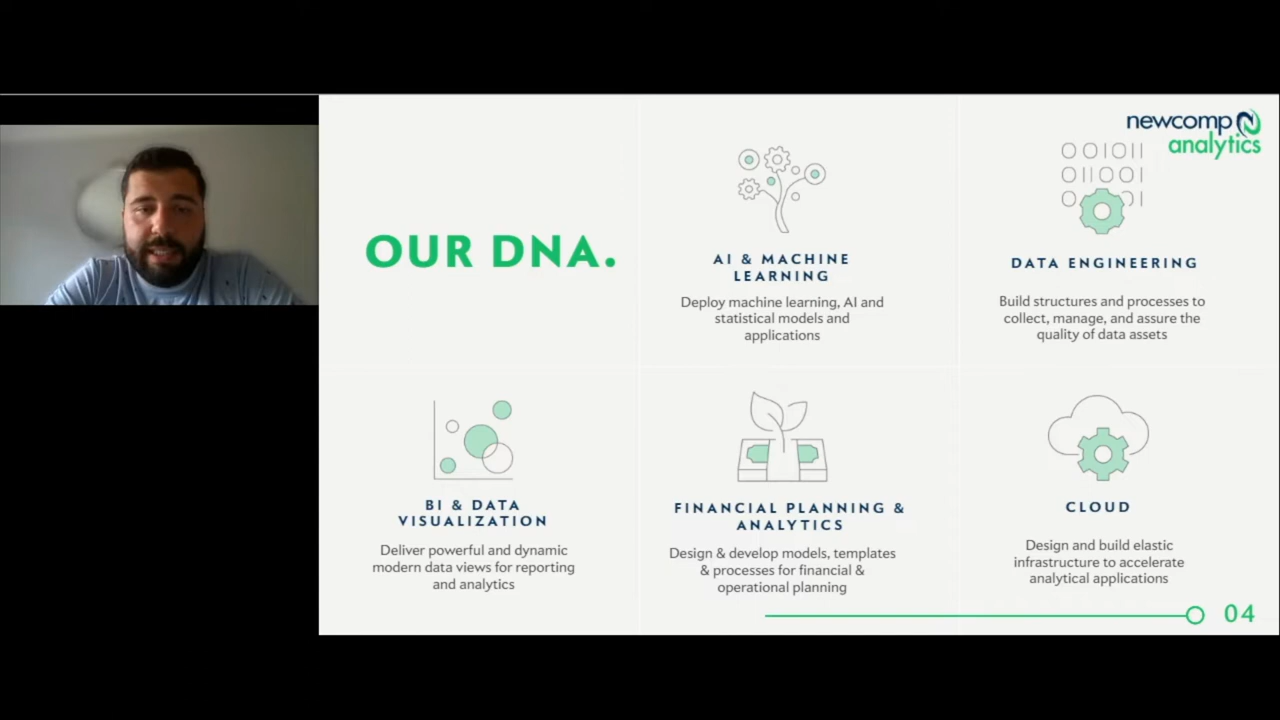 newcomp
analytics
OUR DNA.
001011
011001
AI & MACHINE
LEARNING
Deploy machine learning, AI and
statistical models and
applications
DATA ENGINEERING
Build structures and processes to
collect, manage, and assure the
quality of data assets
BI & DATA
VISUALIZATION
Deliver powerful and dynamic
modern data views for reporting
and analytics
FINANCIAL PLANNING &
ANALYTICS
Design & develop models, templates
& processes for financial &
operational planning
CLOUD
Design and build elastic
infrastructure to accelerate
analytical applications
04